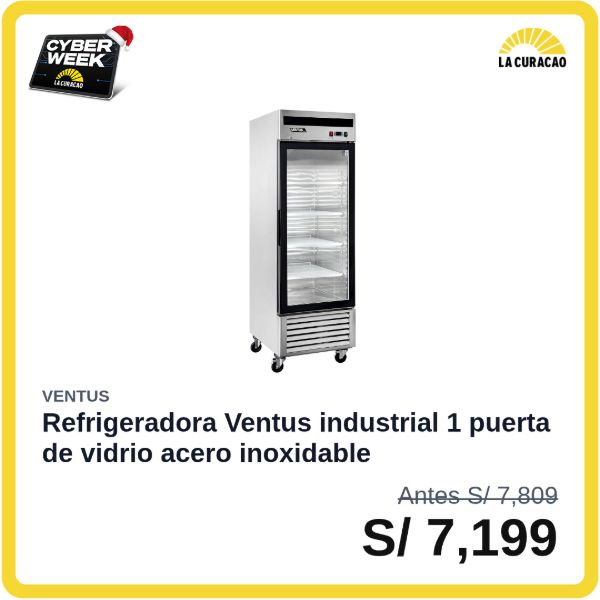 CYBER
WEEK
LA CURACAO
LA CURACAO
VENTUS
Refrigeradora Ventus industrial 1 puerta
de vidrio acero inoxidable
Antes S/ 7,809
S/ 7,199